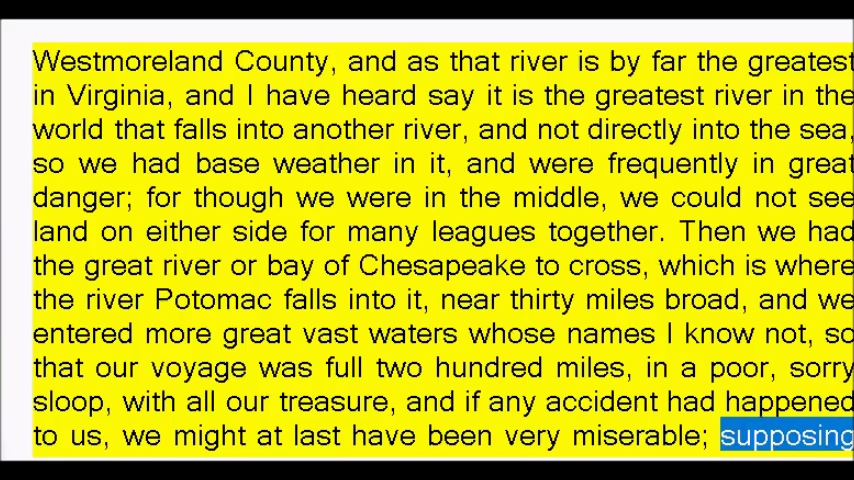 Westmoreland County, and as that river is by far the greatest
in Virginia, and I have heard say it is the greatest river in the
world that falls into another river, and not directly into the sea,
so we had base weather in it, and were frequently in great
danger; for though we were in the middle, we could not see
land on either side for many leagues together. Then we had
the great river or bay of Chesapeake to cross, which is where
the river Potomac falls into it, near thirty miles broad, and we
entered more great vast waters whose names I know not, so
that our voyage was full two hundred miles, in a poor, sorry
sloop, with all our treasure, and if any accident had happened
to us, we might at last have been very miserable; supposing